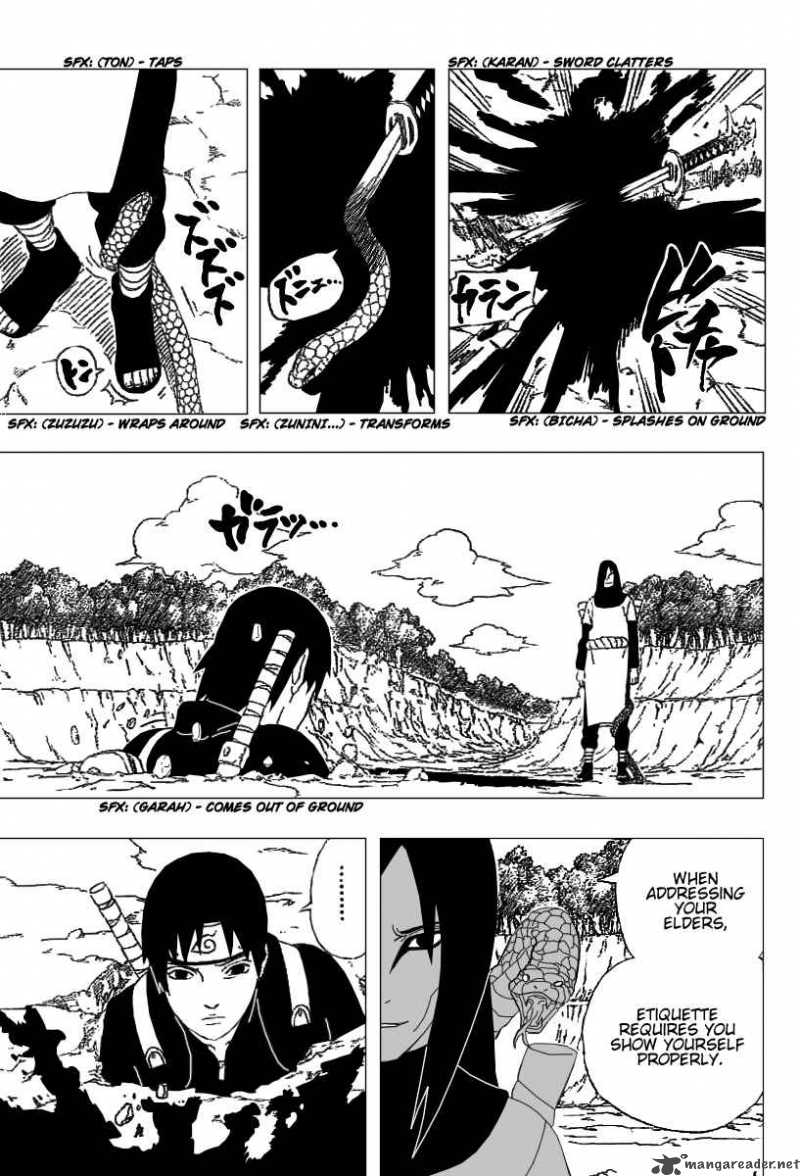 SFX: (KARAN) - SWORD CLATTERS
カラン
ビチャ
ト
SFX: (BICHA) - SPLASHES ON GROUND
ズニニ…
SFX: (ZUNINI...) - TRANSFORMS
SFX: (TON) - TAPS
ズズズ
トン
SFX: (ZUZUZU) - WRAPS AROUND
ガラッ…
SFX: (GARAH) - COMES OUT OF GROUND
WHEN
ADDRESSING
YOUR
ELDERS,
ETIQUETTE
REQUIRES YOU
SHOW YOURSELF
PROPERLY.
........
mangareader.net